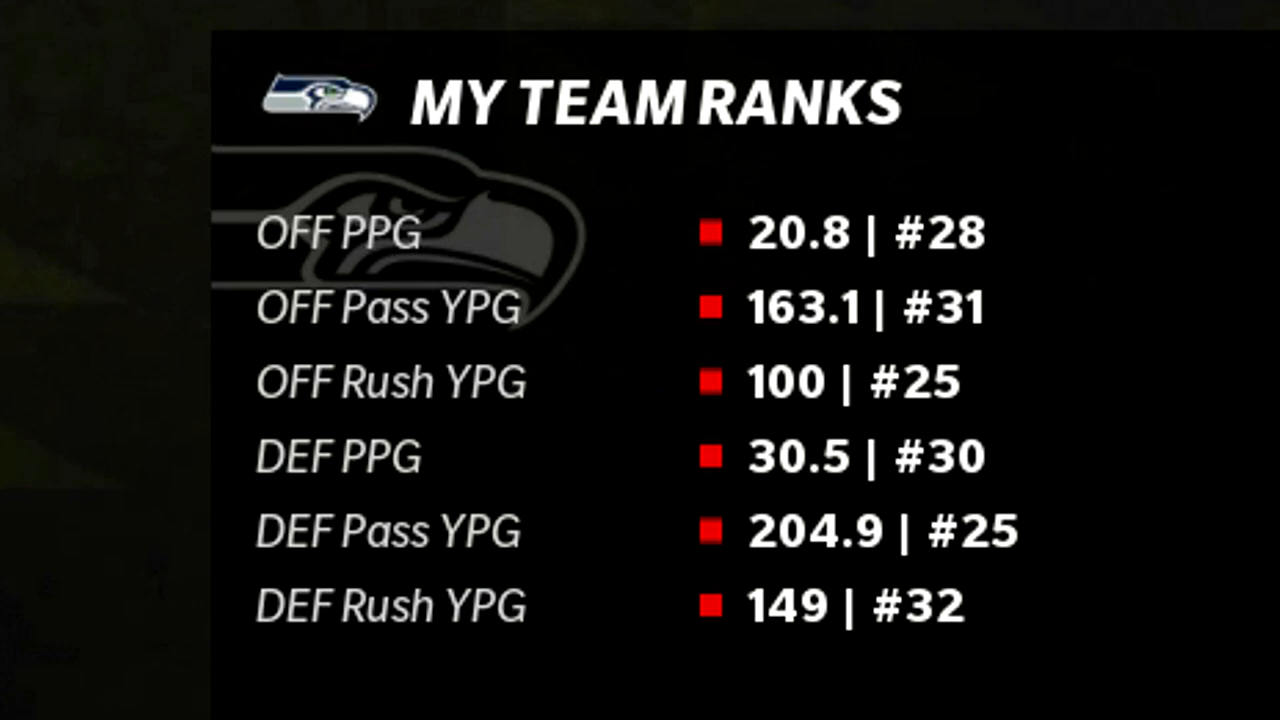 MY TEAM RANKS
OFF PPG 20.8 | #28
OFF Pass YPG 163.1 | #31
OFF Rush YPG 100 | #25
DEF PPG 30.5 | #30
DEF Pass YPG 204.9 | #25
DEF Rush YPG 149 | #32